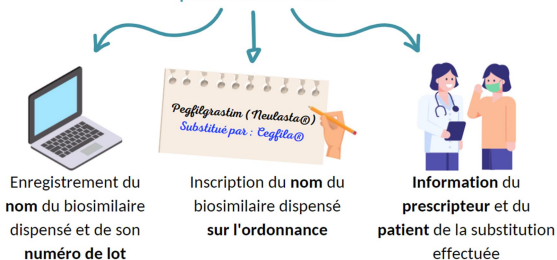 Pegfilgrastim (Neulasta®)
Substitué par : Cegfila®
Enregistrement du
nom du biosimilaire
dispensé et de son
numéro de lot
Inscription du nom du
biosimilaire dispensé
sur l'ordonnance
Information du
prescripteur et du
patient de la substitution
effectuée